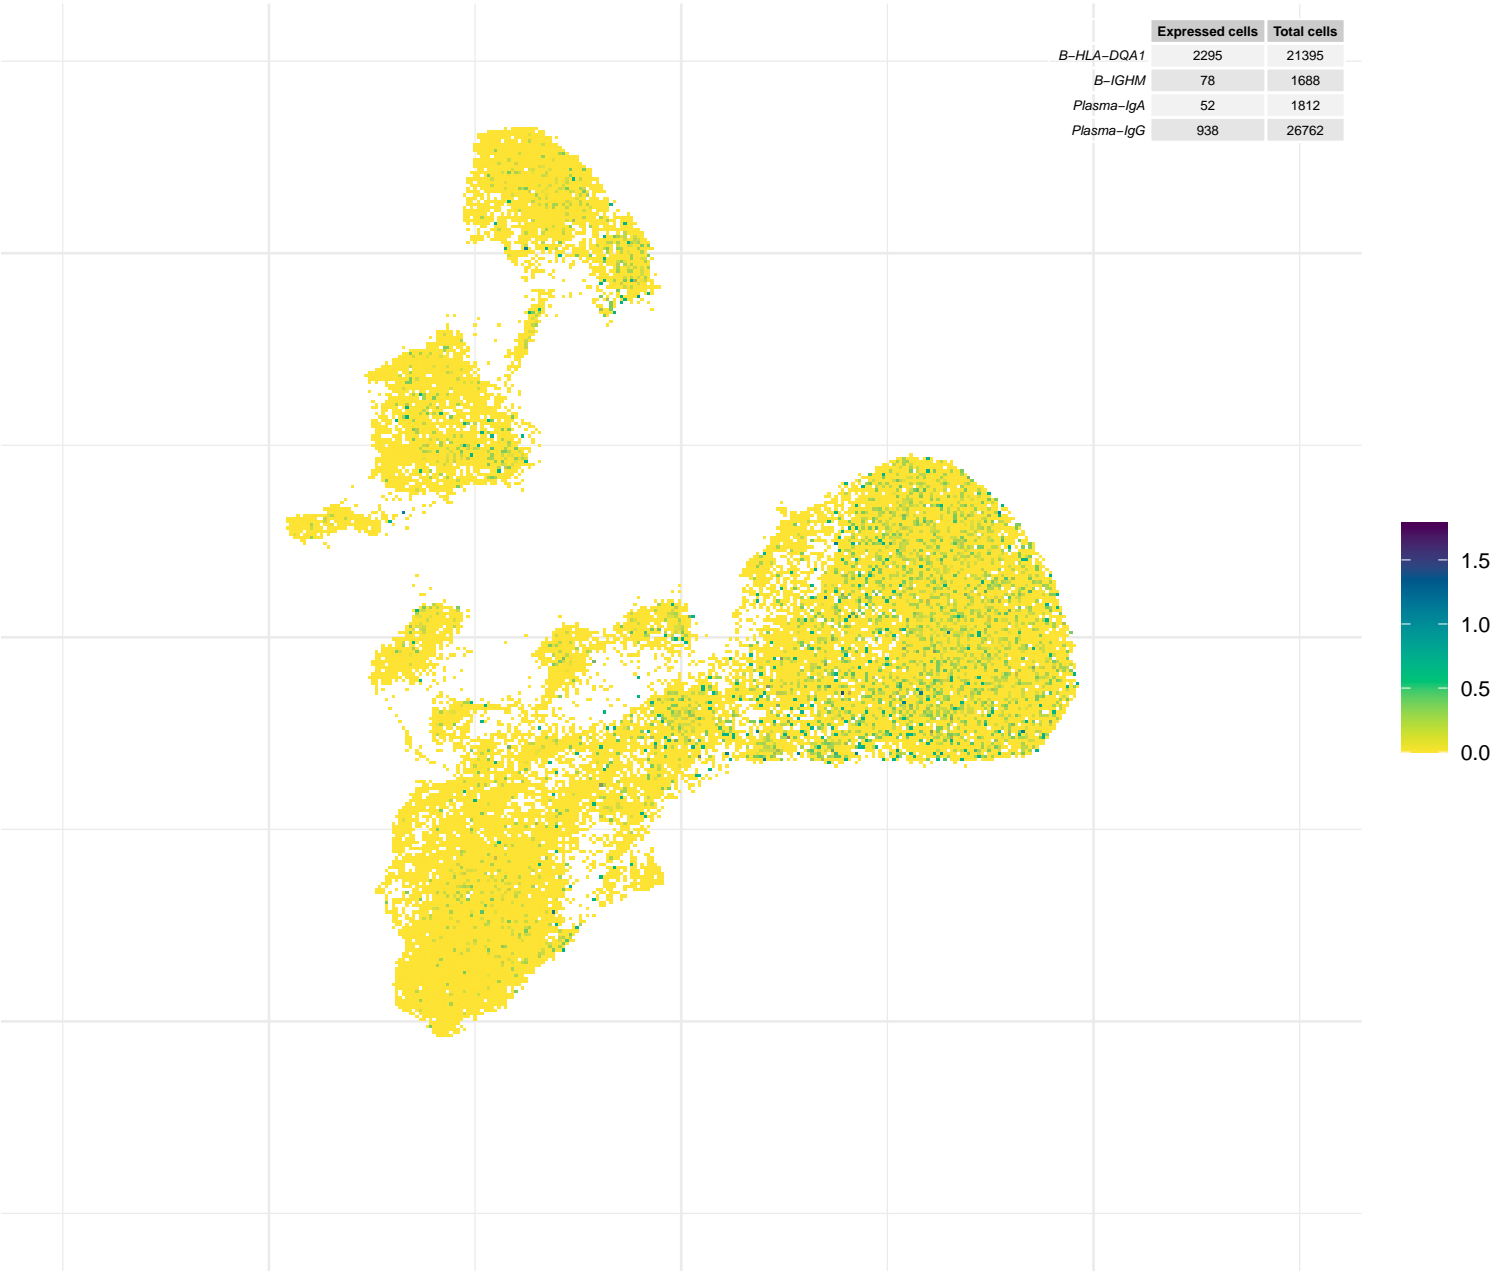 Expressed cells Total cells
B−HLA−DQA1 2295 21395
B−IGHM 78 1688
Plasma−IgA 52 1812
Plasma−IgG 938 26762
1.5
1.0
0.5
0.0